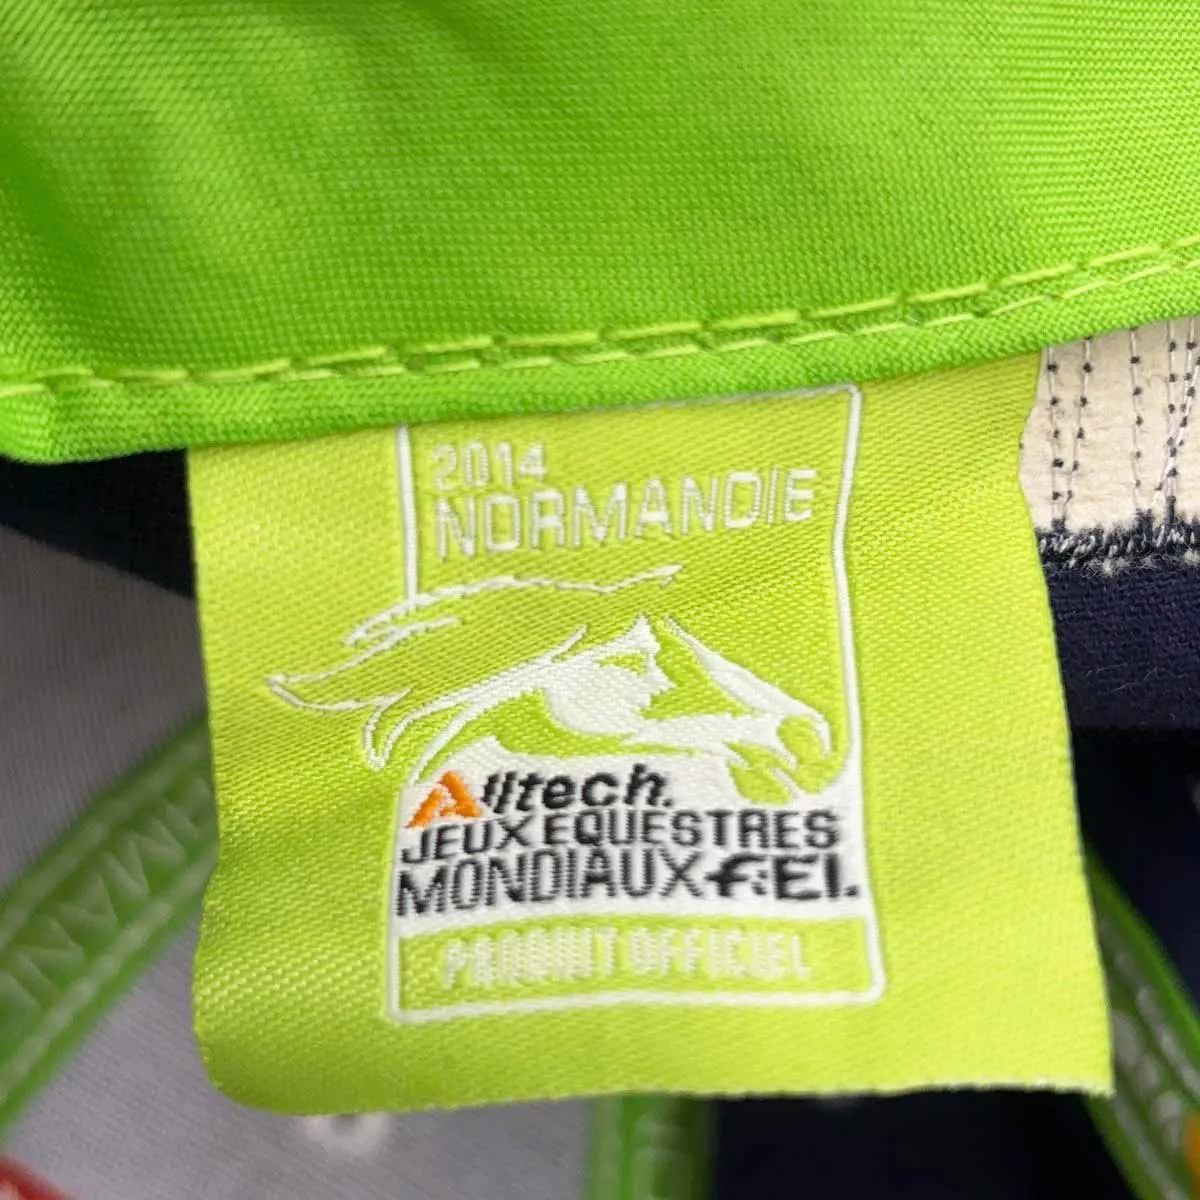 2014
NORMANDIE
Alltech.
JEUX EQUESTRES
MONDIAUX FEI.
PRODUIT OFFICIEL